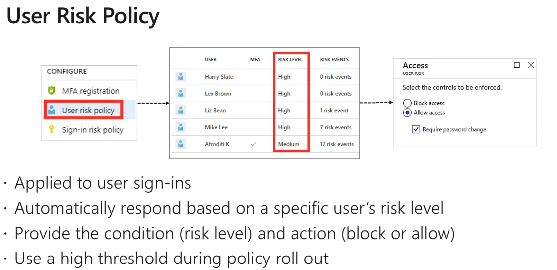 User Risk Policy
CONFIGURE
MFA registration
User risk policy
Sign-in risk policy
USER MFA RISK LEVEL RISK EVENTS
Harry Slate High 0 risk events
Lex Brown High 0 risk events
Liz Bean High 1 risk event
Mike Lee High 7 risk events
Afroditi K Medium 17 risk events
Access
USER RISK
Select the controls to be enforced.
Block access
Allow access
Require password change
· Applied to user sign-ins
· Automatically respond based on a specific user's risk level
· Provide the condition (risk level) and action (block or allow)
· Use a high threshold during policy roll out